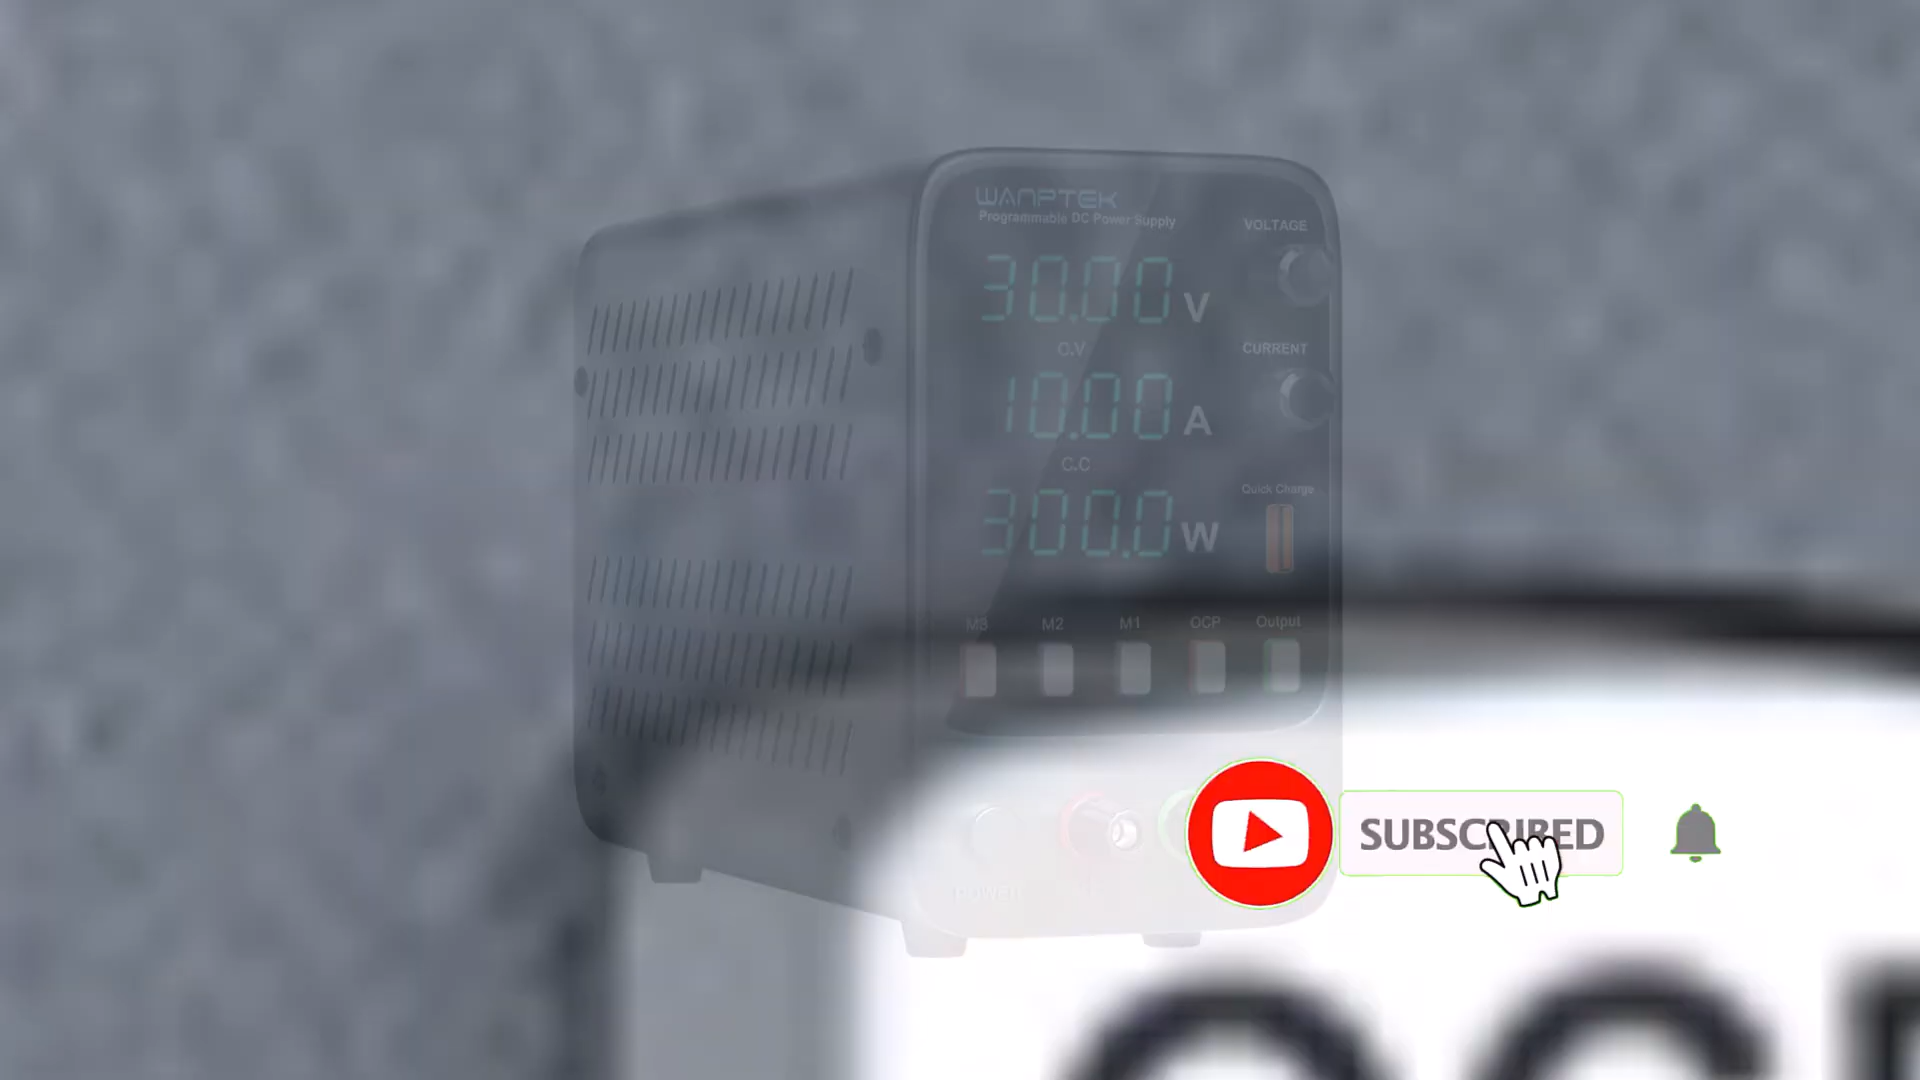 WANPTEK
Programmable DC Power Supply
VOLTAGE
30.00 V
C.V
CURRENT
10.00 A
C.C
Quick Charge
300.0 W
M3 M2 M1 OCP Output
SUBSCRIBED
POWER